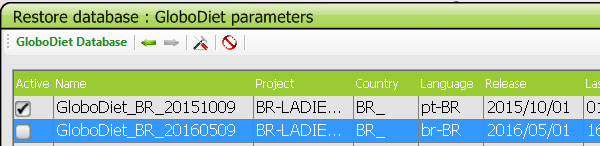 Restore database : GloboDiet parameters
GloboDiet Database
Active Name Project Country Language Release Las
GloboDiet_BR_20151009 BR-LADIE... BR_ pt-BR 2015/10/01 01
GloboDiet_BR_20160509 BR-LADIE... BR_ br-BR 2016/05/01 16